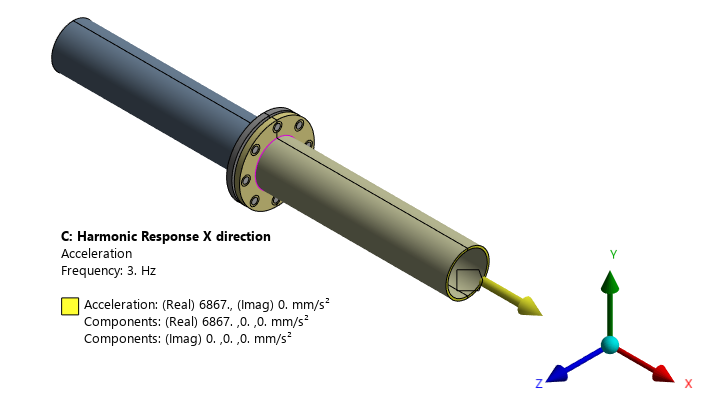 C: Harmonic Response X direction
Acceleration
Frequency: 3. Hz
Acceleration: (Real) 6867., (Imag) 0. mm/s²
Components: (Real) 6867. ,0. ,0. mm/s²
Components: (Imag) 0. ,0. ,0. mm/s²
Y
Z
X